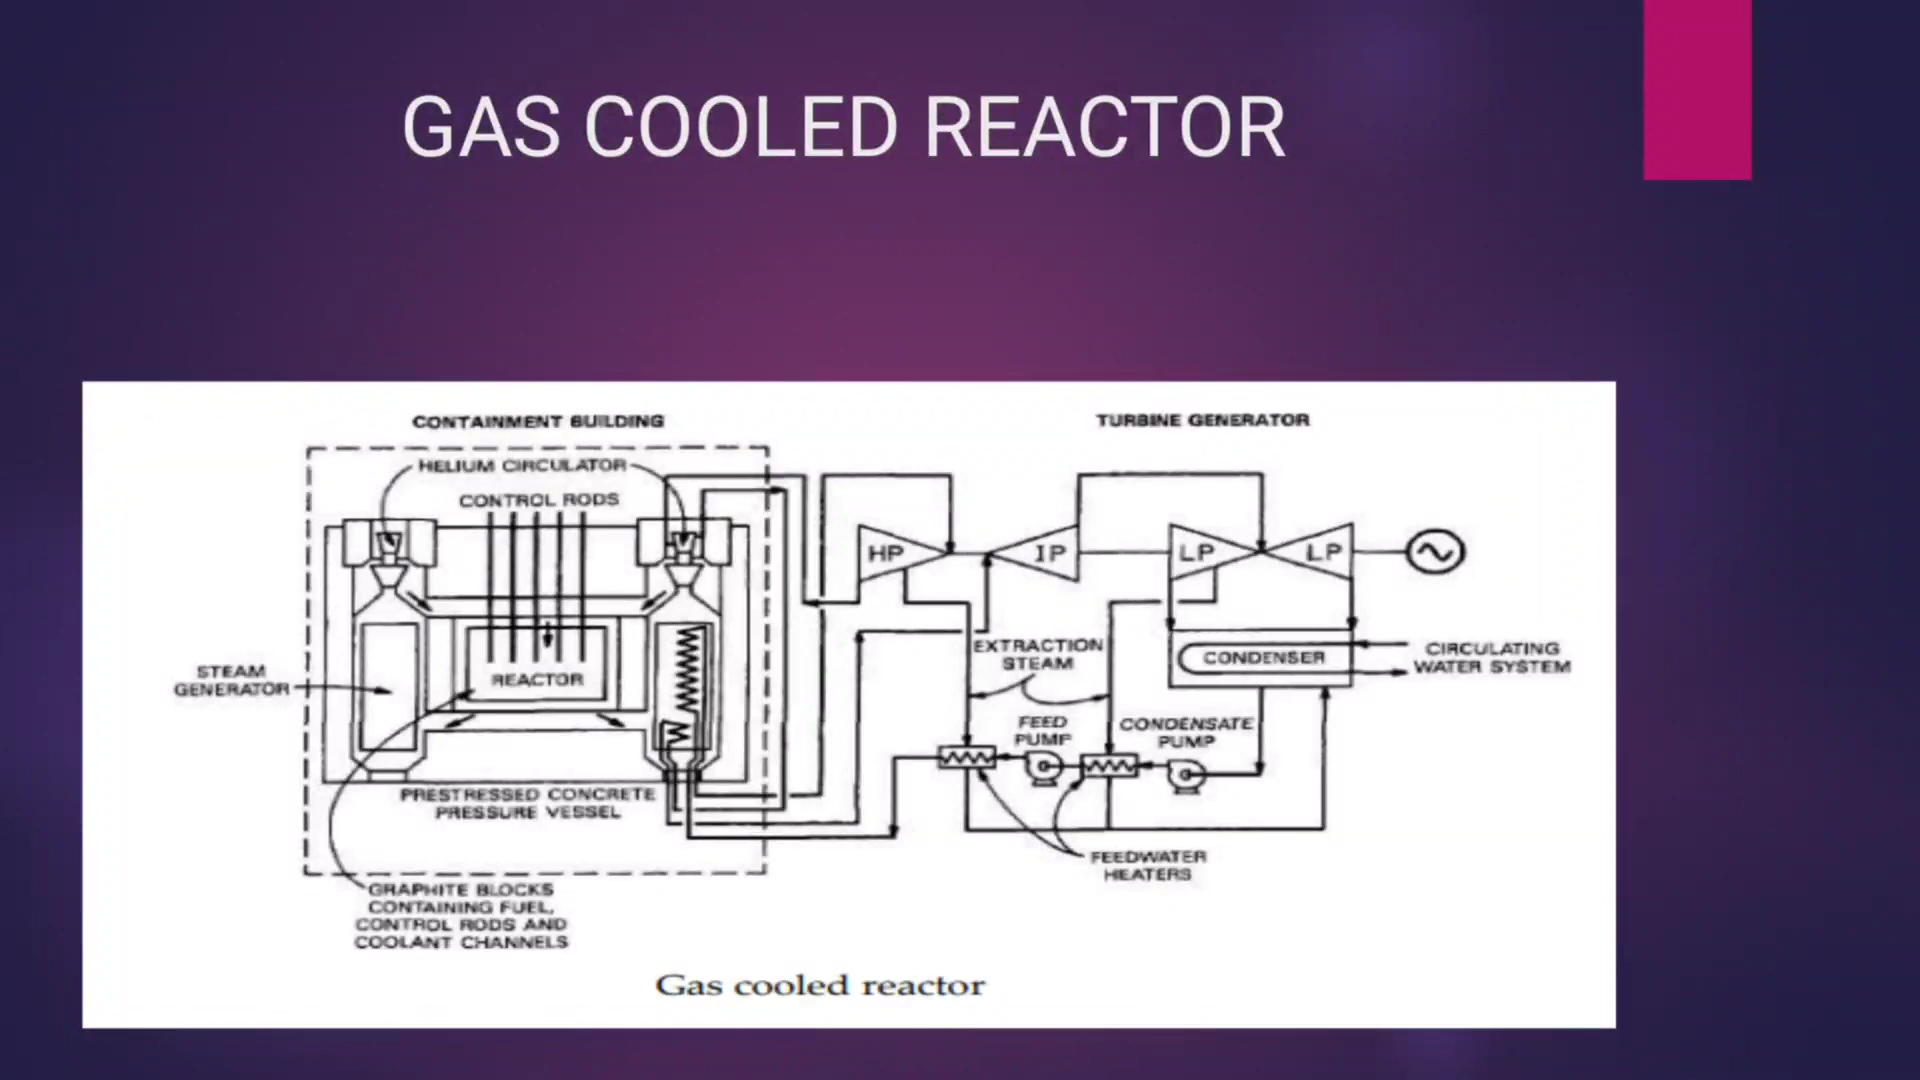 GAS COOLED REACTOR
CONTAINMENT BUILDING
TURBINE GENERATOR
HELIUM CIRCULATOR
CONTROL RODS
HP
IP
LP
LP
STEAM
GENERATOR
REACTOR
EXTRACTION
STEAM
CONDENSER
CIRCULATING
WATER SYSTEM
FEED
PUMP
CONDENSATE
PUMP
PRESTRESSED CONCRETE
PRESSURE VESSEL
FEEDWATER
HEATERS
GRAPHITE BLOCKS
CONTAINING FUEL,
CONTROL RODS AND
COOLANT CHANNELS
Gas cooled reactor